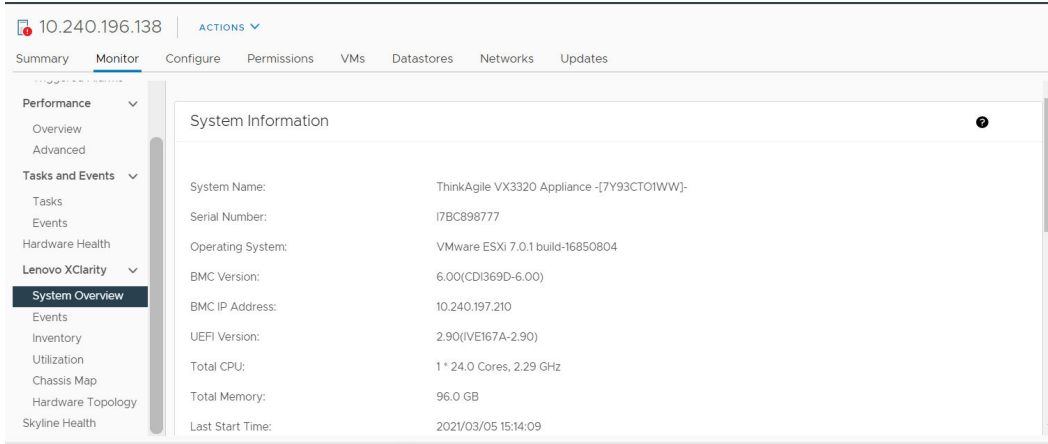 10.240.196.138 ACTIONS
Summary Monitor Configure Permissions VMs Datastores Networks Updates
Triggered Alarms
Performance
Overview
Advanced
Tasks and Events
Tasks
Events
Hardware Health
Lenovo XClarity
System Overview
Events
Inventory
Utilization
Chassis Map
Hardware Topology
Skyline Health
System Information
System Name: ThinkAgile VX3320 Appliance -[7Y93CTO1WW]-
Serial Number: I7BC898777
Operating System: VMware ESXi 7.0.1 build-16850804
BMC Version: 6.00(CDI369D-6.00)
BMC IP Address: 10.240.197.210
UEFI Version: 2.90(IVE167A-2.90)
Total CPU: 1 * 24.0 Cores, 2.29 GHz
Total Memory: 96.0 GB
Last Start Time: 2021/03/05 15:14:09